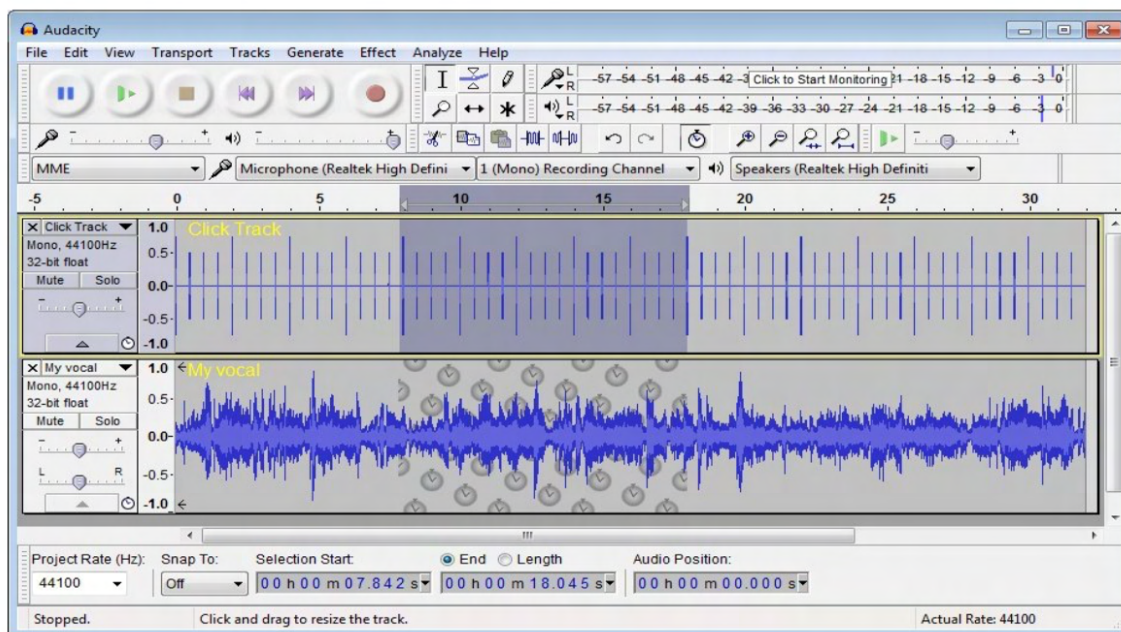 Audacity
File Edit View Transport Tracks Generate Effect Analyze Help
L
R
-57 -54 -51 -48 -45 -42 -3 Click to Start Monitoring 21 -18 -15 -12 -9 -6 -3 0
L
R
-57 -54 -51 -48 -45 -42 -39 -36 -33 -30 -27 -24 -21 -18 -15 -12 -9 -6 -3 0
- + - + - +
MME Microphone (Realtek High Defini 1 (Mono) Recording Channel Speakers (Realtek High Definiti
-5 0 5 10 15 20 25 30
X Click Track 1.0 Click Track
Mono, 44100Hz
32-bit float 0.5-
Mute Solo 0.0-
- +
-0.5-
-1.0
X My vocal 1.0 My vocal
Mono, 44100Hz
32-bit float 0.5-
Mute Solo
- + 0.0-
L R -0.5-
-1.0
Project Rate (Hz): Snap To: Selection Start: End Length Audio Position:
44100 Off 00 h 00 m 07.842 s 00 h 00 m 18.045 s 00 h 00 m 00.000 s
Stopped. Click and drag to resize the track. Actual Rate: 44100